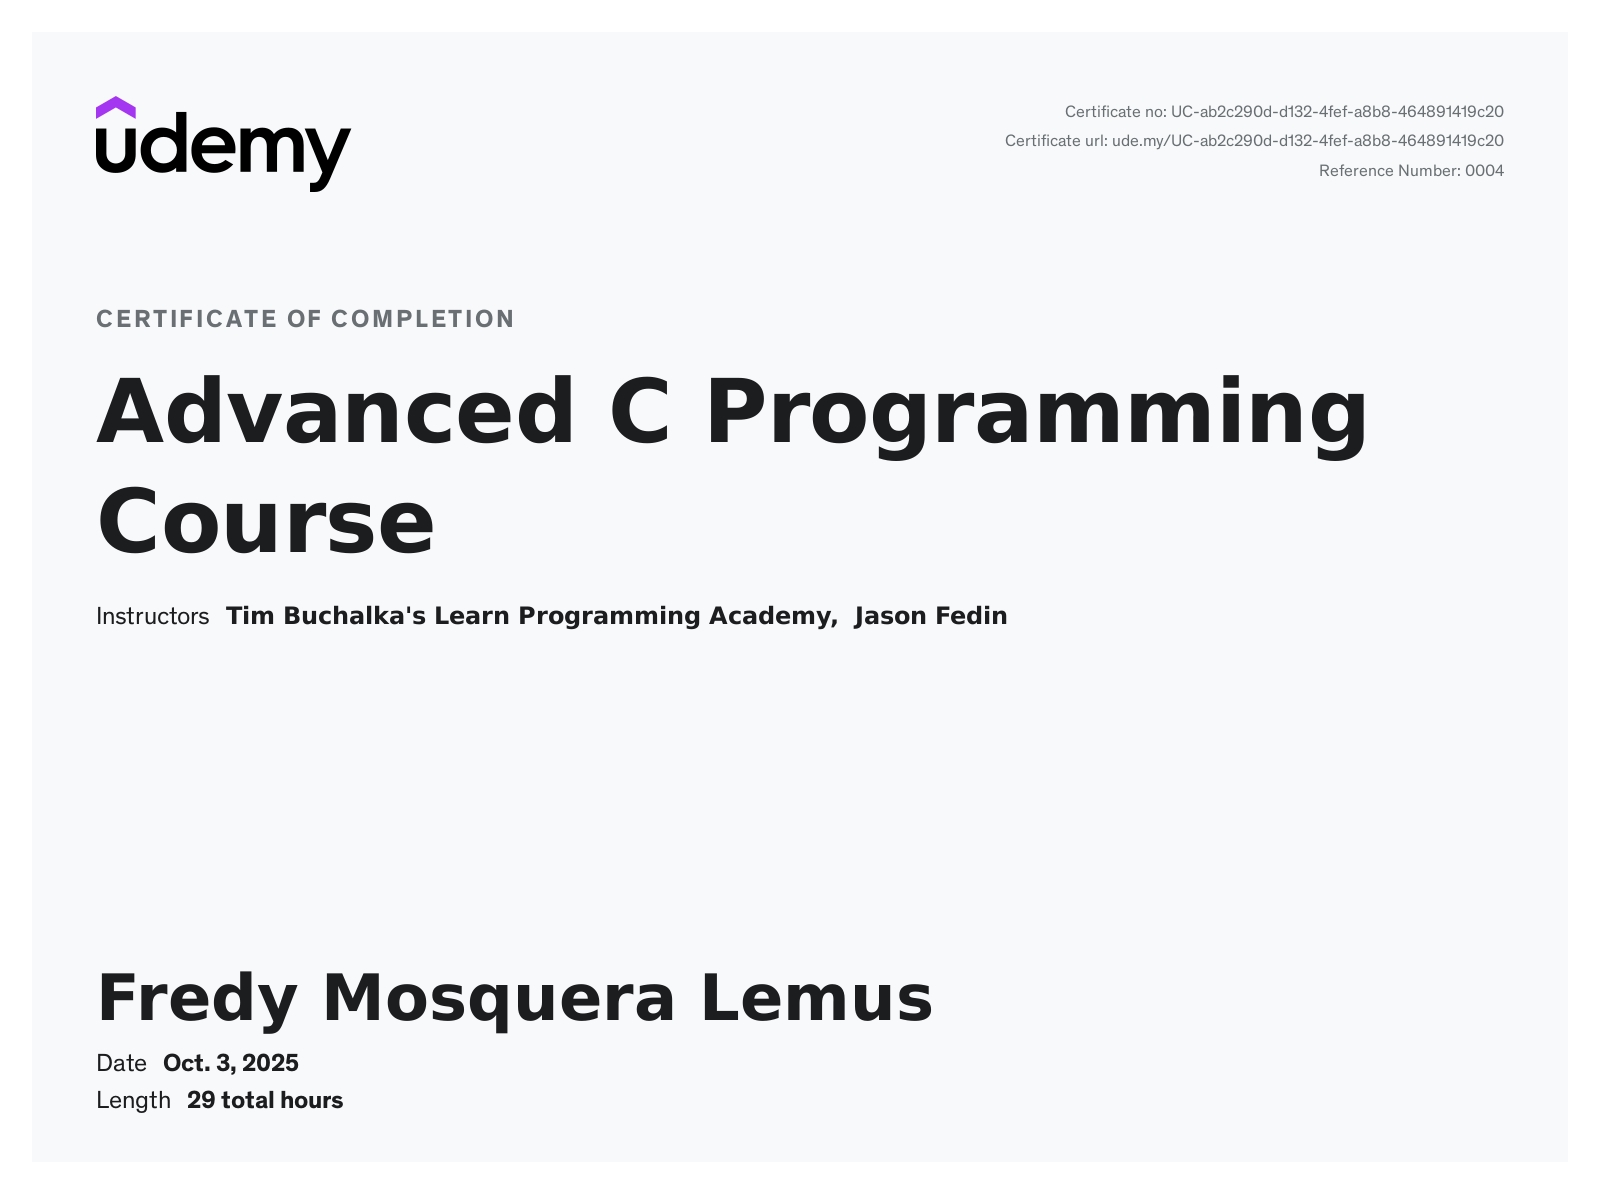 udemy
Certificate no: UC-ab2c290d-d132-4fef-a8b8-464891419c20
Certificate url: ude.my/UC-ab2c290d-d132-4fef-a8b8-464891419c20
Reference Number: 0004
CERTIFICATE OF COMPLETION
Advanced C Programming
Course
Instructors Tim Buchalka's Learn Programming Academy, Jason Fedin
Fredy Mosquera Lemus
Date Oct. 3, 2025
Length 29 total hours